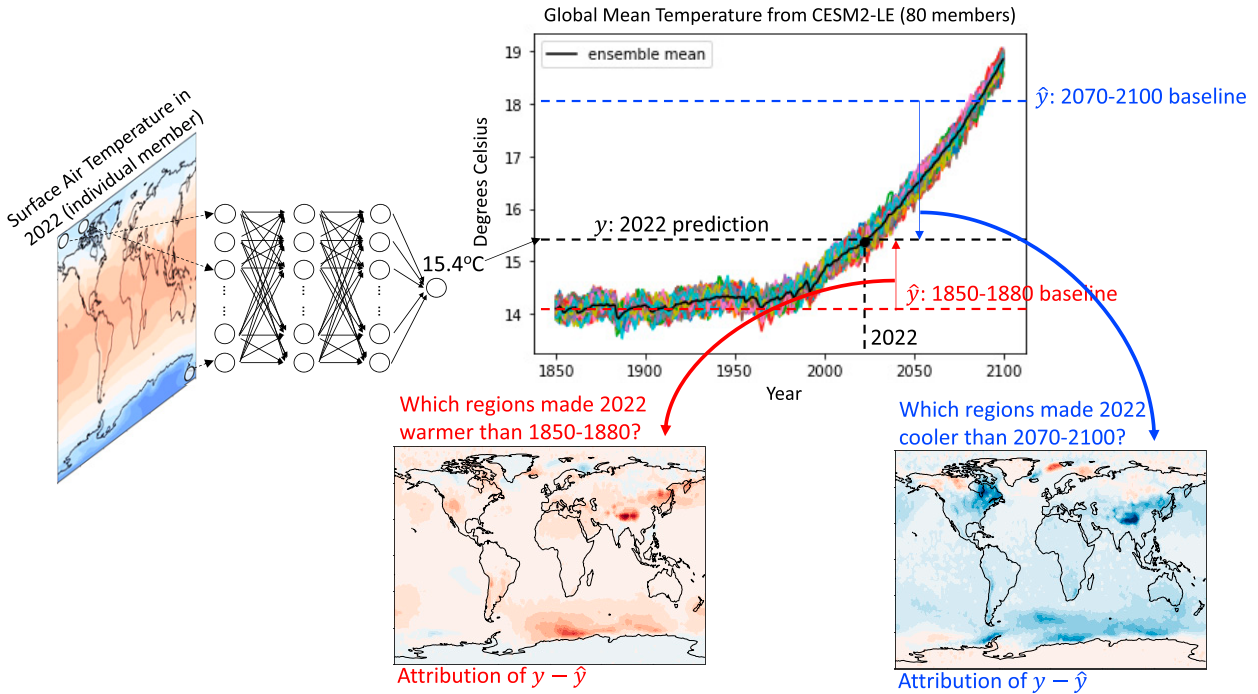 Global Mean Temperature from CESM2-LE (80 members)
Surface Air Temperature in
2022 (individual member)
Degrees Celsius
19
18
17
16
15
14
ensemble mean
ŷ: 2070-2100 baseline
y: 2022 prediction
15.4ºC
ŷ: 1850-1880 baseline
2022
1850
1900
1950
2000
2050
2100
Year
Which regions made 2022
warmer than 1850-1880?
Attribution of y − ŷ
Which regions made 2022
cooler than 2070-2100?
Attribution of y − ŷ